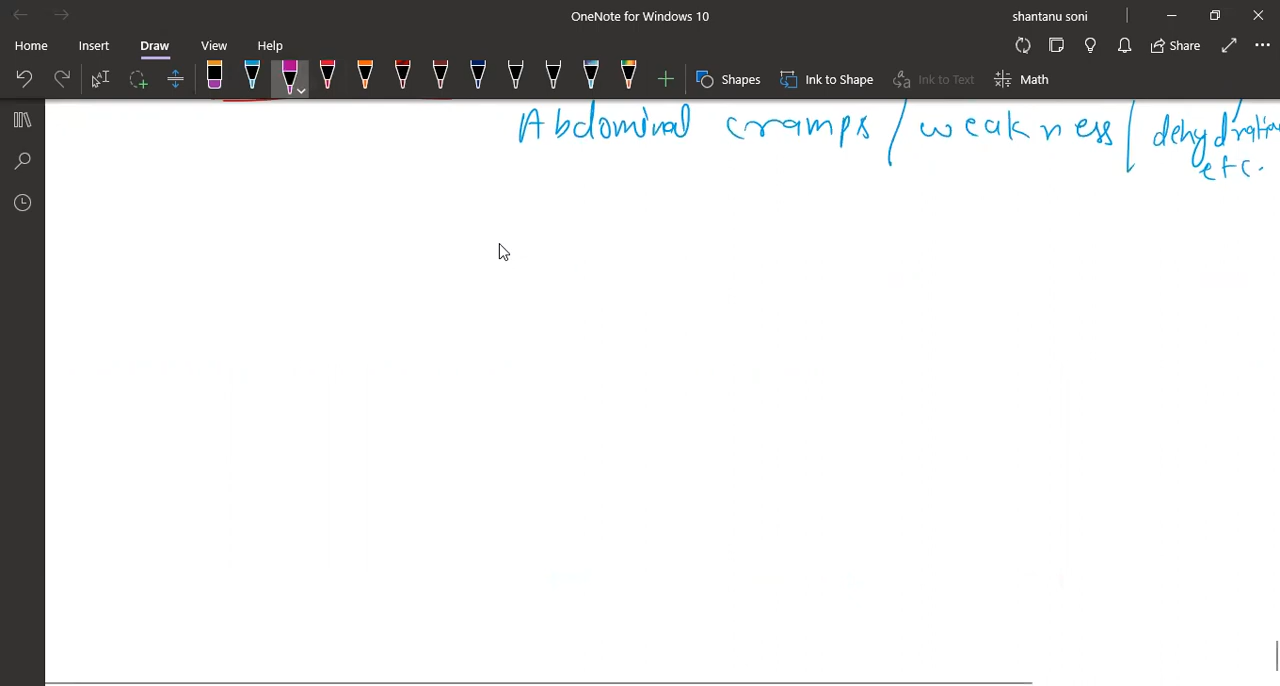 OneNote for Windows 10
shantanu soni
Home Insert Draw View Help
Share
Shapes Ink to Shape Ink to Text Math
Abdominal cramps / weakness / dehydration
etc.